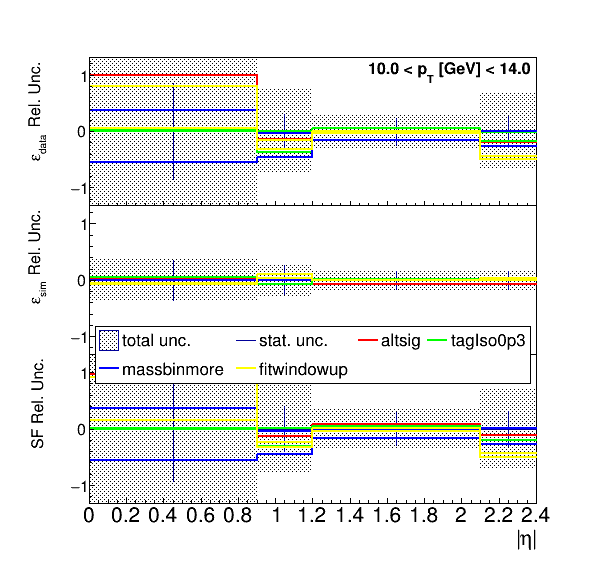 10.0 < p_T [GeV] < 14.0
ε_data Rel. Unc.
1
0
−1
ε_sim Rel. Unc.
1
0
−1
total unc. stat. unc. altsig tagIso0p3
massbinmore fitwindowup
SF Rel. Unc.
1
0
−1
0 0.2 0.4 0.6 0.8 1 1.2 1.4 1.6 1.8 2 2.2 2.4
|η|